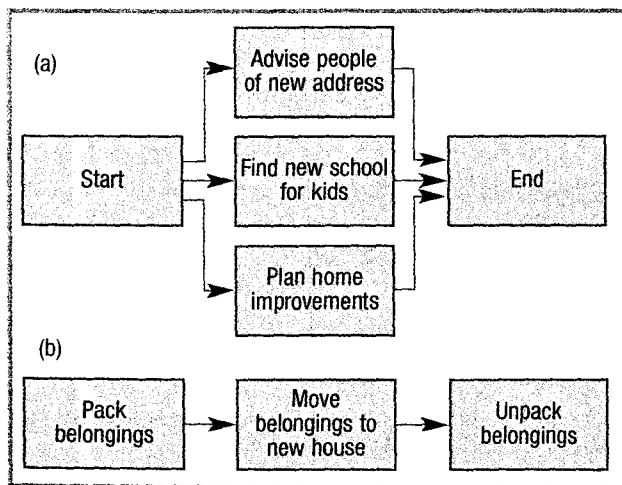 (a)
Advise people
of new address
Start
Find new school
for kids
End
Plan home
improvements
(b)
Pack
belongings
Move
belongings to
new house
Unpack
belongings